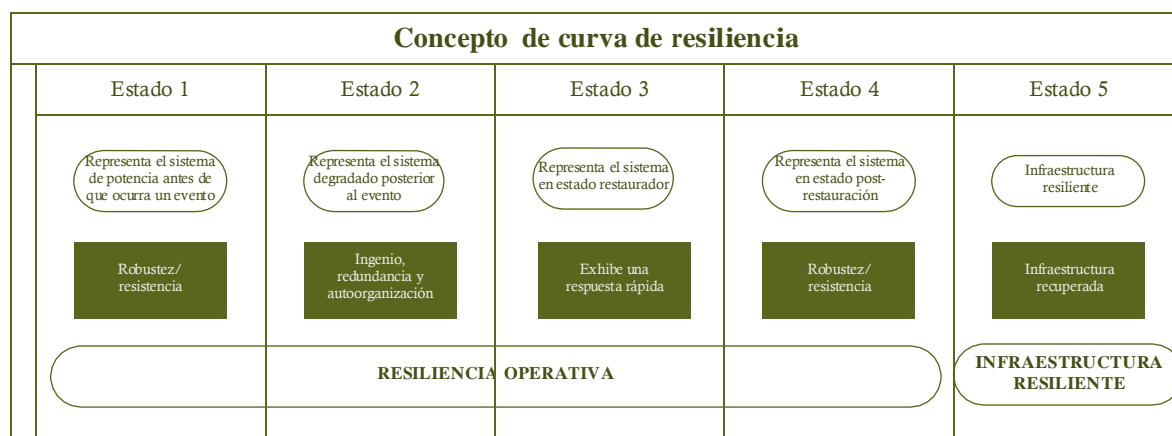 Concepto de curva de resiliencia
Estado 1
Estado 2
Estado 3
Estado 4
Estado 5
Representa el sistema
de potencia antes de
que ocurra un evento
Representa el sistema
degradado posterior
al evento
Representa el sistema
en estado restaurador
Representa el sistema
en estado post-
restauración
Infraestructura
resiliente
Robustez/
resistencia
Ingenio,
redundancia y
autoorganización
Exhibe una
respuesta rápida
Robustez/
resistencia
Infraestructura
recuperada
RESILIENCIA OPERATIVA
INFRAESTRUCTURA
RESILIENTE